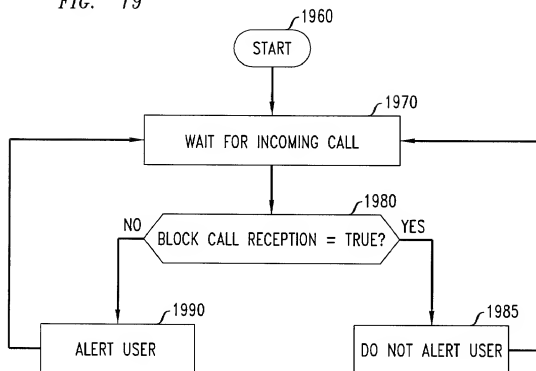 FIG. 79
1960
START
1970
WAIT FOR INCOMING CALL
1980
NO
BLOCK CALL RECEPTION = TRUE?
YES
1990
1985
ALERT USER
DO NOT ALERT USER